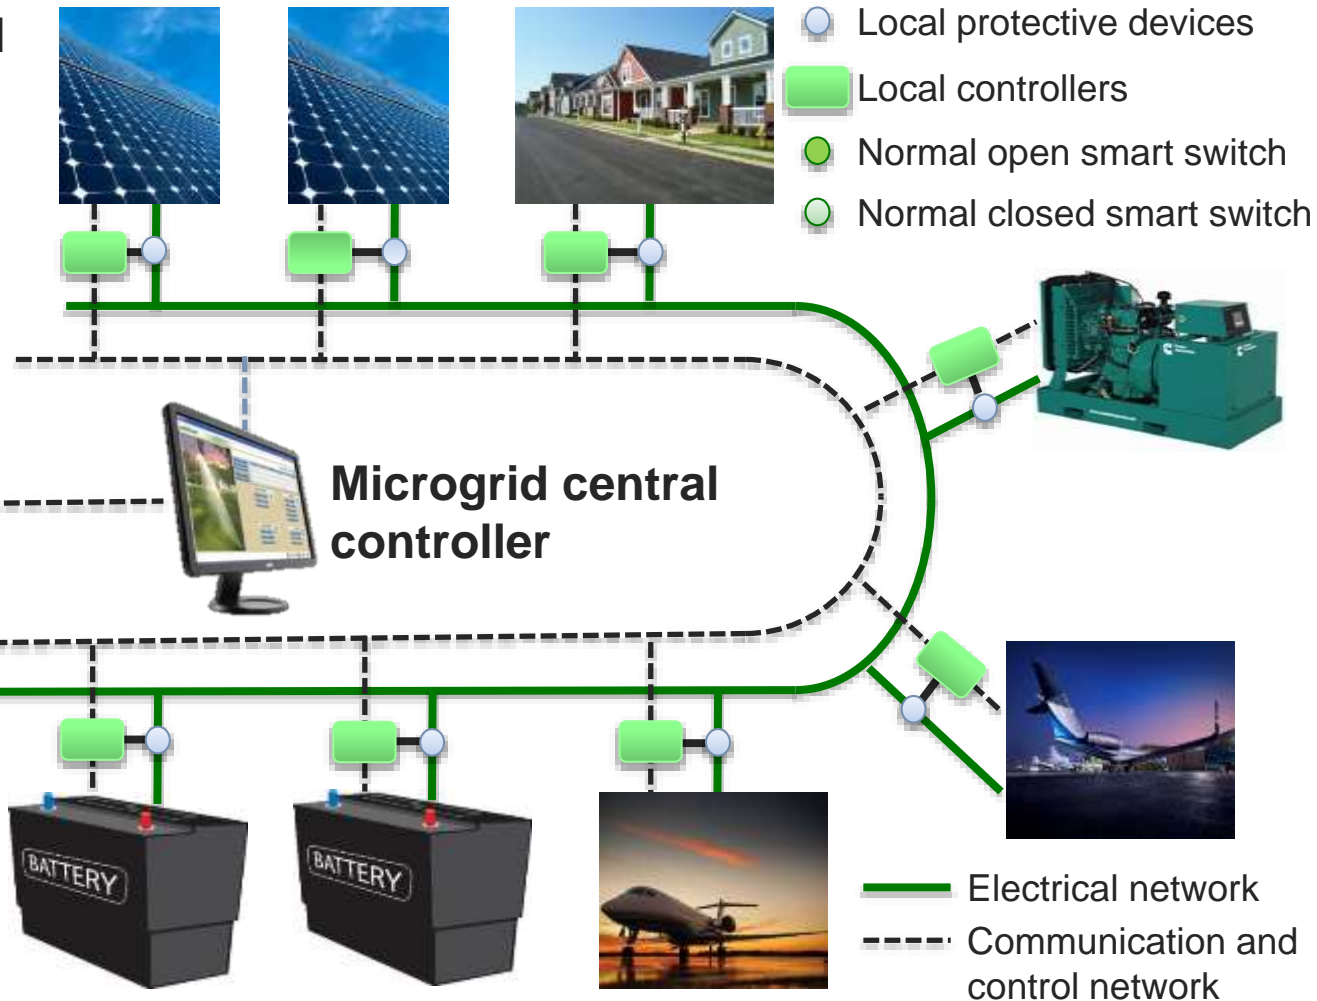 Local protective devices
Local controllers
Normal open smart switch
Normal closed smart switch
Microgrid central
controller
BATTERY
BATTERY
Electrical network
Communication and
control network